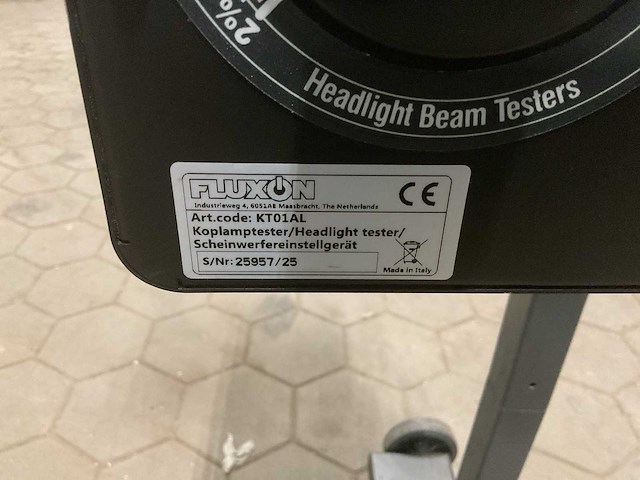 2%
Headlight Beam Testers
FLUXON
Industrieweg 4, 6051AE Maasbracht, The Netherlands
CE
Art.code: KT01AL
Koplamptester/Headlight tester/
Scheinwerfereinstellgerät
S/Nr: 25957/25
Made in Italy